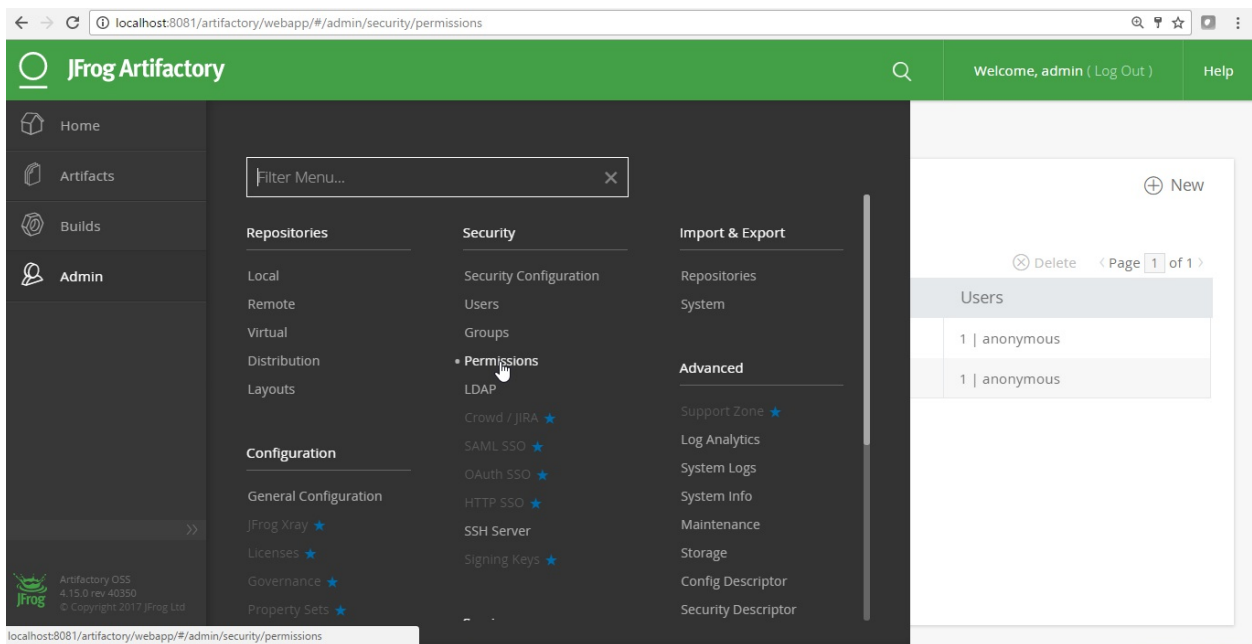 localhost:8081/artifactory/webapp/#/admin/security/permissions
JFrog Artifactory
Welcome, admin ( Log Out )
Help
Home
Artifacts
Builds
Admin
Filter Menu...
Repositories
Local
Remote
Virtual
Distribution
Layouts
Configuration
General Configuration
JFrog Xray
Licenses
Governance
Property Sets
Security
Security Configuration
Users
Groups
Permissions
LDAP
Crowd / JIRA
SAML SSO
OAuth SSO
HTTP SSO
SSH Server
Signing Keys
Import & Export
Repositories
System
Advanced
Support Zone
Log Analytics
System Logs
System Info
Maintenance
Storage
Config Descriptor
Security Descriptor
New
Delete
Page 1 of 1
Users
1 | anonymous
1 | anonymous
JFrog
Artifactory OSS
4.15.0 rev 40350
© Copyright 2017 JFrog Ltd
localhost:8081/artifactory/webapp/#/admin/security/permissions